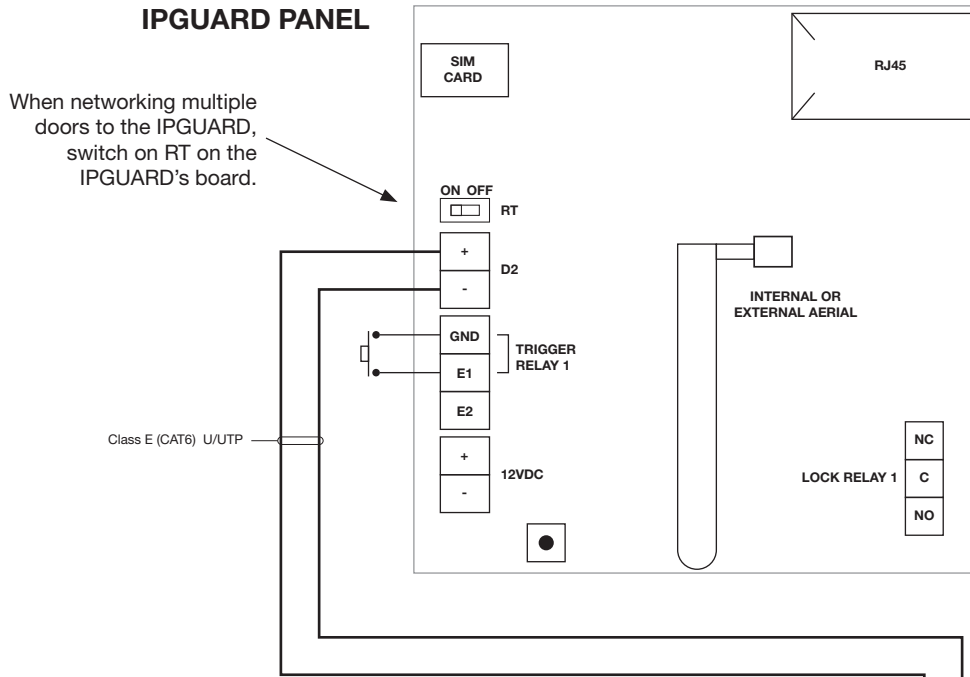 IPGUARD PANEL
When networking multiple
doors to the IPGUARD,
switch on RT on the
IPGUARD’s board.
SIM
CARD
RJ45
ON OFF
RT
+
D2
-
INTERNAL OR
EXTERNAL AERIAL
GND
TRIGGER
RELAY 1
E1
E2
Class E (CAT6) U/UTP
+
12VDC
-
NC
LOCK RELAY 1
C
NO